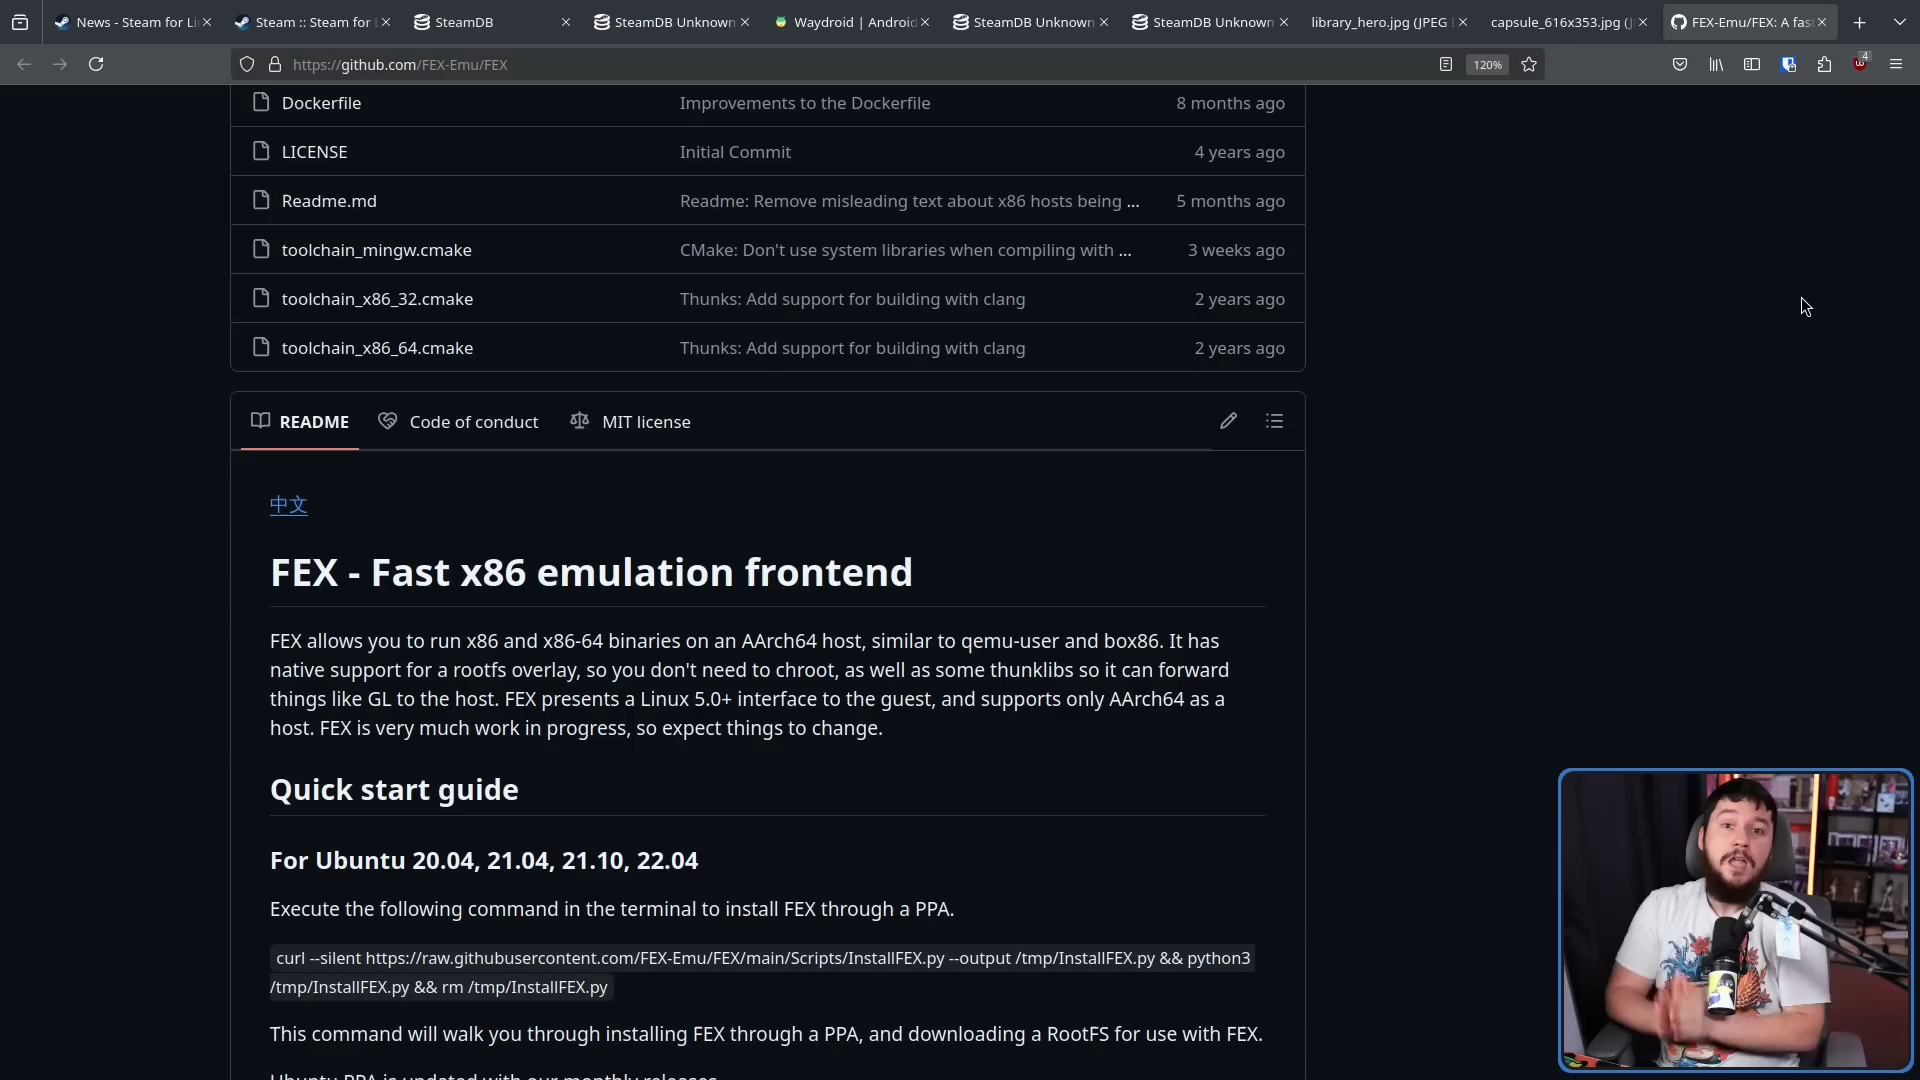 News - Steam for Li
Steam :: Steam for L
SteamDB
SteamDB Unknown
Waydroid | Android
SteamDB Unknown
SteamDB Unknown
library_hero.jpg (JPEG I
capsule_616x353.jpg (J
FEX-Emu/FEX: A fas
https://github.com/FEX-Emu/FEX
120%
4
Dockerfile Improvements to the Dockerfile 8 months ago
LICENSE Initial Commit 4 years ago
Readme.md Readme: Remove misleading text about x86 hosts being ... 5 months ago
toolchain_mingw.cmake CMake: Don't use system libraries when compiling with ... 3 weeks ago
toolchain_x86_32.cmake Thunks: Add support for building with clang 2 years ago
toolchain_x86_64.cmake Thunks: Add support for building with clang 2 years ago
README Code of conduct MIT license
中文
FEX - Fast x86 emulation frontend
FEX allows you to run x86 and x86-64 binaries on an AArch64 host, similar to qemu-user and box86. It has
native support for a rootfs overlay, so you don't need to chroot, as well as some thunklibs so it can forward
things like GL to the host. FEX presents a Linux 5.0+ interface to the guest, and supports only AArch64 as a
host. FEX is very much work in progress, so expect things to change.
Quick start guide
For Ubuntu 20.04, 21.04, 21.10, 22.04
Execute the following command in the terminal to install FEX through a PPA.
curl --silent https://raw.githubusercontent.com/FEX-Emu/FEX/main/Scripts/InstallFEX.py --output /tmp/InstallFEX.py && python3
/tmp/InstallFEX.py && rm /tmp/InstallFEX.py
This command will walk you through installing FEX through a PPA, and downloading a RootFS for use with FEX.
Ubuntu PPA is updated with our monthly releases.